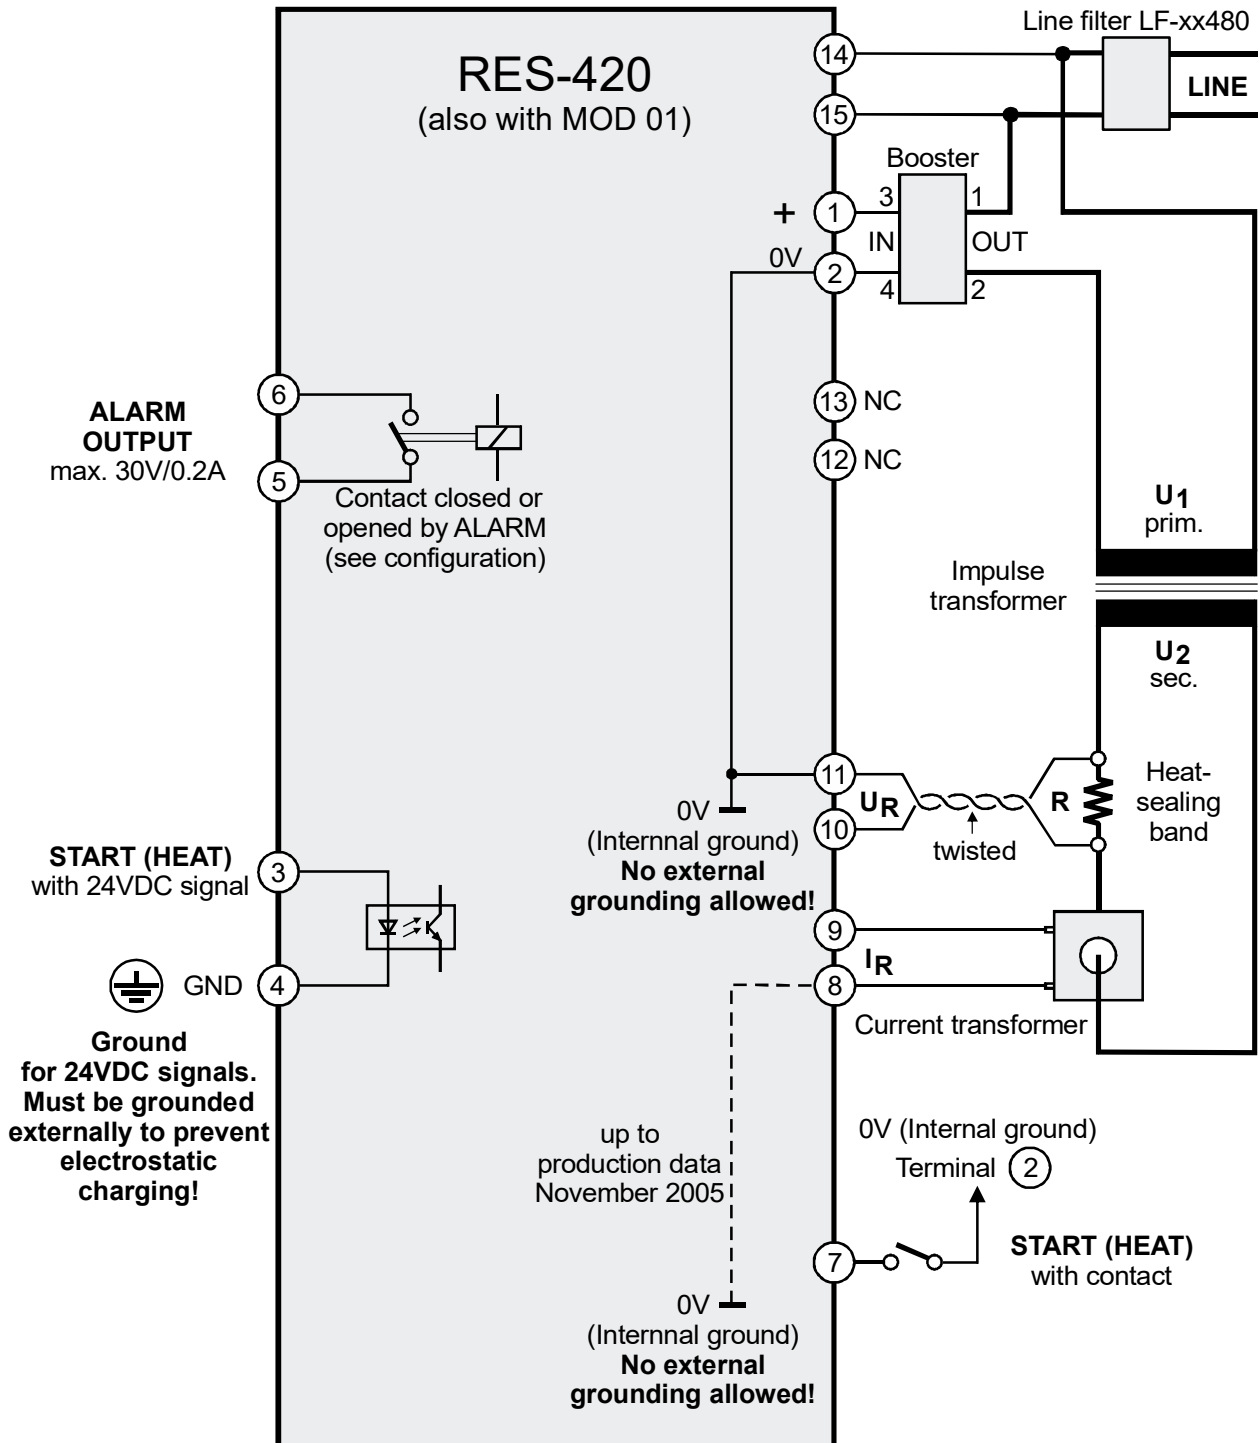 Line filter LF-xx480
LINE
RES-420
(also with MOD 01)
14
15
Booster
+
1
3
1
IN
OUT
0V
2
4
2
13
NC
12
NC
6
ALARM
OUTPUT
max. 30V/0.2A
5
Contact closed or
opened by ALARM
(see configuration)
U1
prim.
Impulse
transformer
U2
sec.
11
UR
10
twisted
R
Heat-
sealing
band
0V
(Internnal ground)
No external
grounding allowed!
START (HEAT)
with 24VDC signal
3
GND
4
Ground
for 24VDC signals.
Must be grounded
externally to prevent
electrostatic
charging!
9
IR
8
Current transformer
up to
production data
November 2005
0V (Internal ground)
Terminal 2
7
START (HEAT)
with contact
0V
(Internnal ground)
No external
grounding allowed!